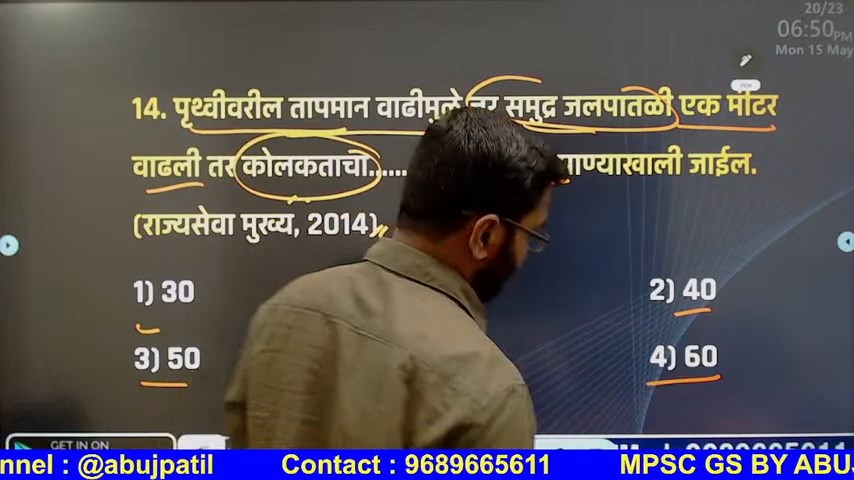 20/23
06:50 PM
Mon 15 May
14. पृथ्वीवरील तापमान वाढीमुळे जर समुद्र जलपातळी एक मीटर
वाढली तर कोलकताचा...... पाण्याखाली जाईल.
(राज्यसेवा मुख्य, 2014)
1) 30
2) 40
3) 50
4) 60
GET IN ON
nnel : @abujpatil Contact : 9689665611 MPSC GS BY ABU